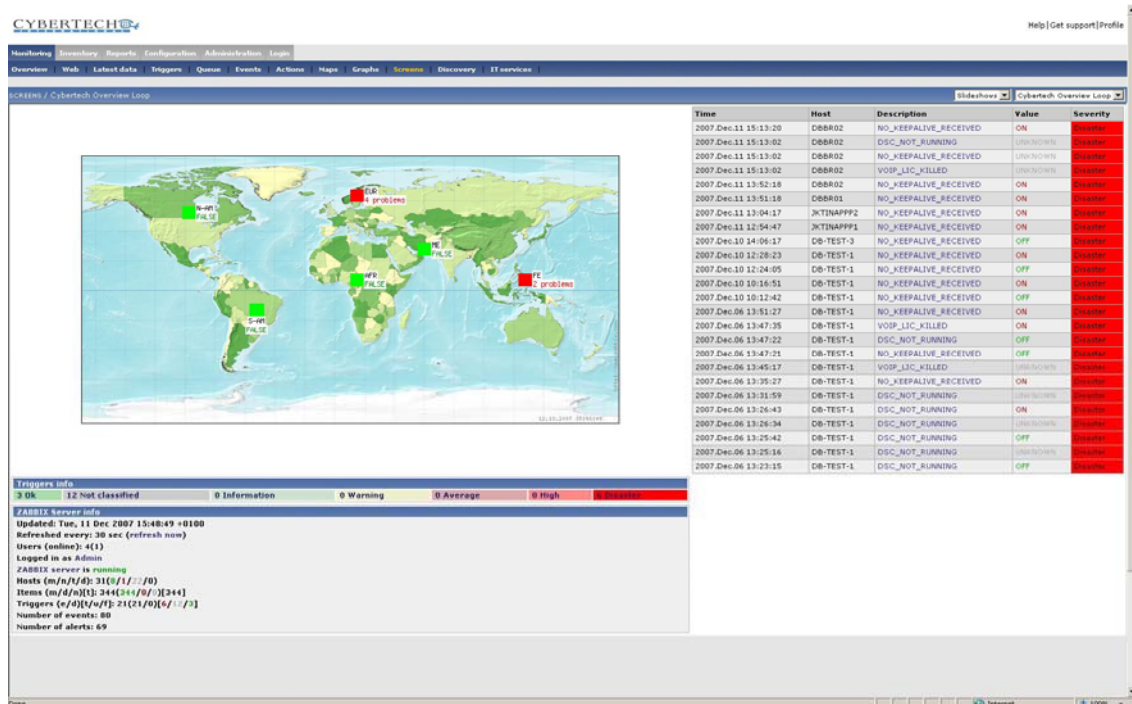 CYBERTECH
INTERNATIONAL
Help|Get support|Profile
Monitoring Inventory Reports Configuration Administration Login
Overview | Web | Latest data | Triggers | Queue | Events | Actions | Maps | Graphs | Screens | Discovery | IT services |
SCREENS / Cybertech Overview Loop
Slideshows Cybertech Overview Loop
N-AM
FALSE
EUR
4 problems
ME
FALSE
AFR
FALSE
FE
2 problems
S-AM
FALSE
Time Host Description Value Severity
2007.Dec.11 15:13:20 DBBR02 NO_KEEPALIVE_RECEIVED ON Disaster
2007.Dec.11 15:13:02 DBBR02 DSC_NOT_RUNNING UNKNOWN Disaster
2007.Dec.11 15:13:02 DBBR02 NO_KEEPALIVE_RECEIVED UNKNOWN Disaster
2007.Dec.11 15:13:02 DBBR02 VOIP_LIC_KILLED UNKNOWN Disaster
2007.Dec.11 13:52:18 DBBR02 NO_KEEPALIVE_RECEIVED ON Disaster
2007.Dec.11 13:51:18 DBBR01 NO_KEEPALIVE_RECEIVED ON Disaster
2007.Dec.11 13:04:17 JKTINAPPP2 NO_KEEPALIVE_RECEIVED ON Disaster
2007.Dec.11 12:54:47 JKTINAPPP1 NO_KEEPALIVE_RECEIVED ON Disaster
2007.Dec.10 14:06:17 DB-TEST-3 NO_KEEPALIVE_RECEIVED OFF Disaster
2007.Dec.10 12:28:23 DB-TEST-1 NO_KEEPALIVE_RECEIVED ON Disaster
2007.Dec.10 12:24:05 DB-TEST-1 NO_KEEPALIVE_RECEIVED OFF Disaster
2007.Dec.10 10:16:51 DB-TEST-1 NO_KEEPALIVE_RECEIVED ON Disaster
2007.Dec.10 10:12:42 DB-TEST-1 NO_KEEPALIVE_RECEIVED OFF Disaster
2007.Dec.06 13:51:27 DB-TEST-1 NO_KEEPALIVE_RECEIVED ON Disaster
2007.Dec.06 13:47:35 DB-TEST-1 VOIP_LIC_KILLED ON Disaster
2007.Dec.06 13:47:22 DB-TEST-1 DSC_NOT_RUNNING OFF Disaster
2007.Dec.06 13:47:21 DB-TEST-1 NO_KEEPALIVE_RECEIVED OFF Disaster
2007.Dec.06 13:45:17 DB-TEST-1 VOIP_LIC_KILLED UNKNOWN Disaster
2007.Dec.06 13:35:27 DB-TEST-1 NO_KEEPALIVE_RECEIVED ON Disaster
2007.Dec.06 13:31:59 DB-TEST-1 DSC_NOT_RUNNING UNKNOWN Disaster
2007.Dec.06 13:26:43 DB-TEST-1 DSC_NOT_RUNNING ON Disaster
2007.Dec.06 13:26:34 DB-TEST-1 DSC_NOT_RUNNING UNKNOWN Disaster
2007.Dec.06 13:25:42 DB-TEST-1 DSC_NOT_RUNNING OFF Disaster
2007.Dec.06 13:25:16 DB-TEST-1 DSC_NOT_RUNNING UNKNOWN Disaster
2007.Dec.06 13:23:15 DB-TEST-1 DSC_NOT_RUNNING OFF Disaster
Triggers info
3 Ok 12 Not classified 0 Information 0 Warning 0 Average 0 High 6 Disaster
ZABBIX Server info
Updated: Tue, 11 Dec 2007 15:48:49 +0100
Refreshed every: 30 sec (refresh now)
Users (online): 4(1)
Logged in as Admin
ZABBIX server is running
Hosts (m/n/t/d): 31(8/1/22/0)
Items (m/d/n)[t]: 344(344/0/0)[344]
Triggers (e/d)[t/u/f]: 21(21/0)[6/12/3]
Number of events: 80
Number of alerts: 69
Done Internet 100%